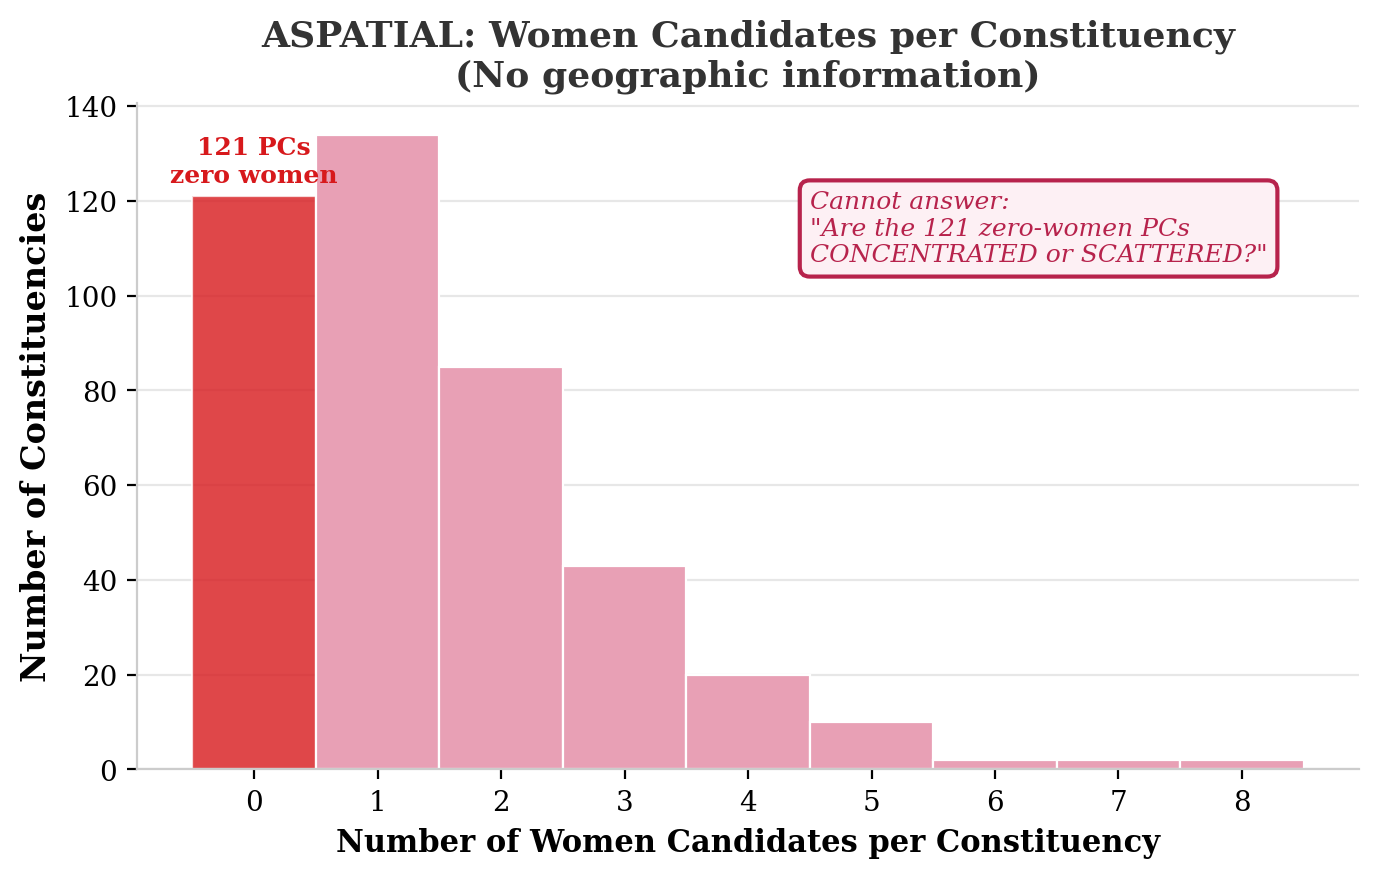 ASPATIAL: Women Candidates per Constituency
(No geographic information)
140
120
100
80
60
40
20
0
Number of Constituencies
121 PCs
zero women
Cannot answer:
"Are the 121 zero-women PCs
CONCENTRATED or SCATTERED?"
0 1 2 3 4 5 6 7 8
Number of Women Candidates per Constituency